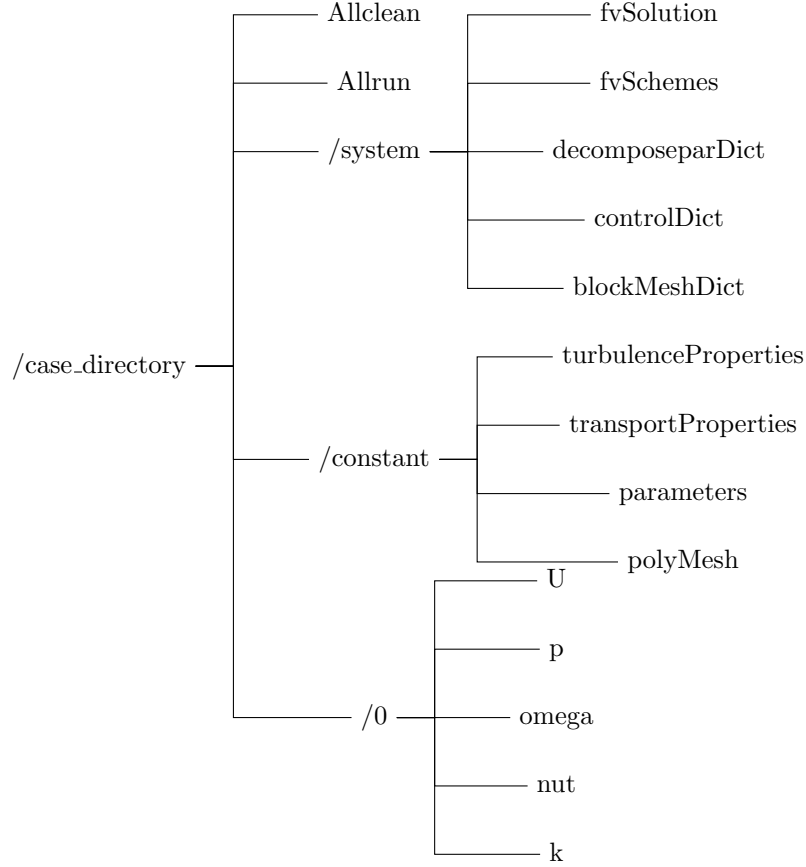 Allclean
fvSolution
Allrun
fvSchemes
/system
decomposeparDict
controlDict
blockMeshDict
turbulenceProperties
/case_directory
transportProperties
/constant
parameters
polyMesh
U
p
/0
omega
nut
k